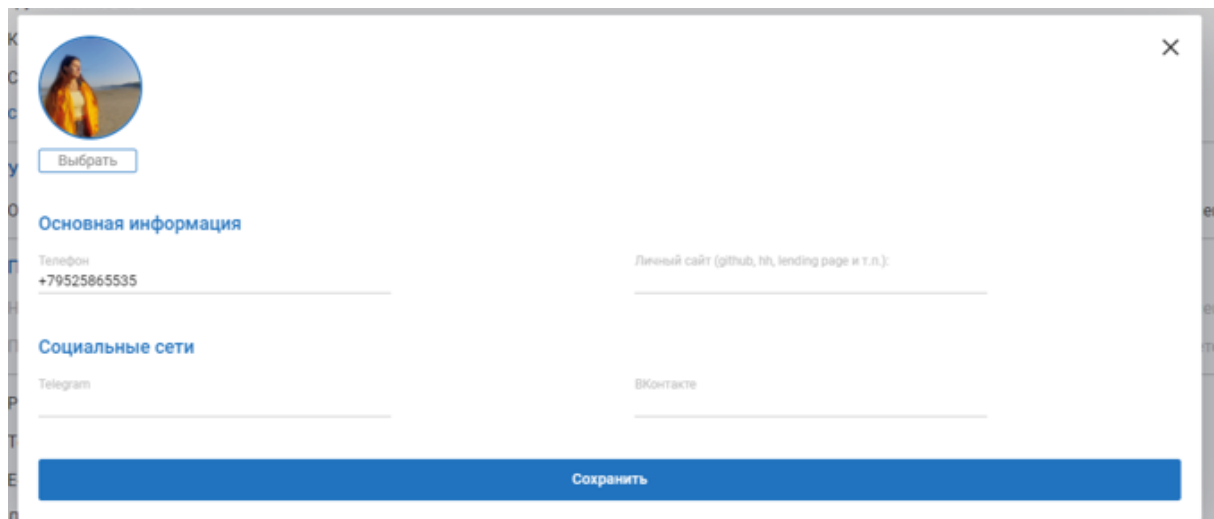 Выбрать
Основная информация
Телефон
+79525865535
Личный сайт (github, hh, lending page и т.п.):
Социальные сети
Telegram
ВКонтакте
Сохранить